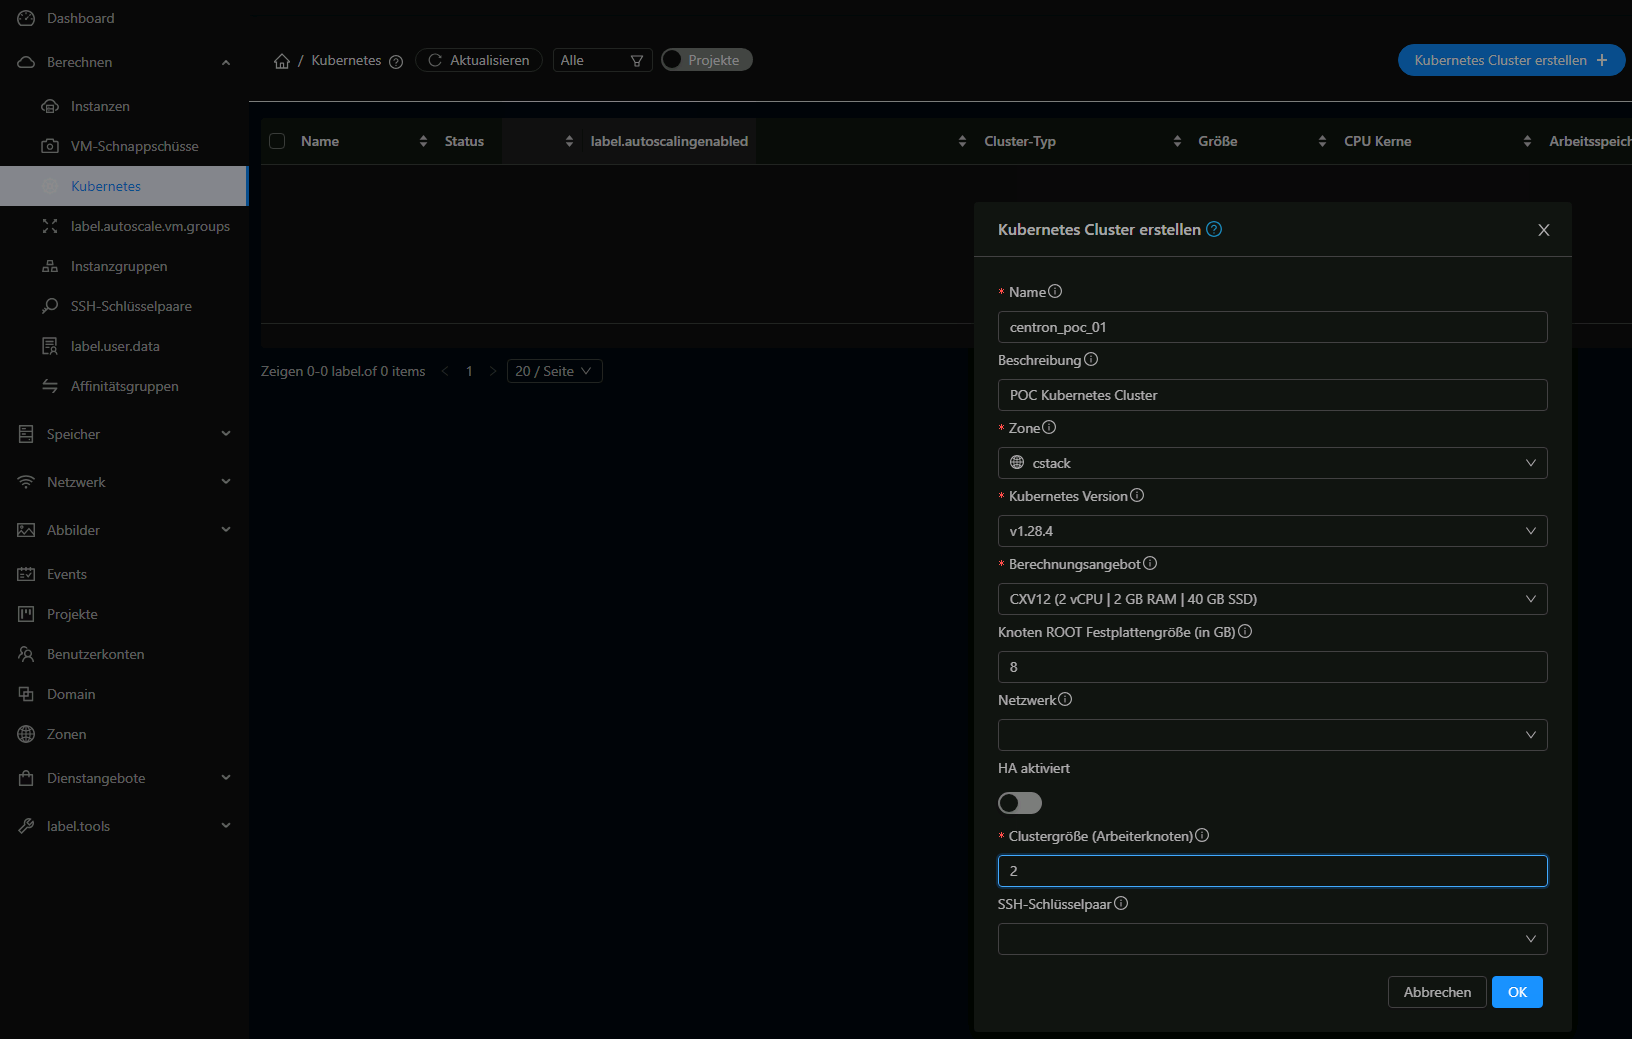 Dashboard
Berechnen
Instanzen
VM-Schnappschüsse
Kubernetes
label.autoscale.vm.groups
Instanzgruppen
SSH-Schlüsselpaare
label.user.data
Affinitätsgruppen
Speicher
Netzwerk
Abbilder
Events
Projekte
Benutzerkonten
Domain
Zonen
Dienstangebote
label.tools
/ Kubernetes
Aktualisieren
Alle
Projekte
Kubernetes Cluster erstellen +
Name
Status
label.autoscalingenabled
Cluster-Typ
Größe
CPU Kerne
Arbeitsspeich
Zeigen 0-0 label.of 0 items < 1 > 20 / Seite
Kubernetes Cluster erstellen
* Name
centron_poc_01
Beschreibung
POC Kubernetes Cluster
* Zone
cstack
* Kubernetes Version
v1.28.4
* Berechnungsangebot
CXV12 (2 vCPU | 2 GB RAM | 40 GB SSD)
Knoten ROOT Festplattengröße (in GB)
8
Netzwerk
HA aktiviert
* Clustergröße (Arbeiterknoten)
2
SSH-Schlüsselpaar
Abbrechen
OK